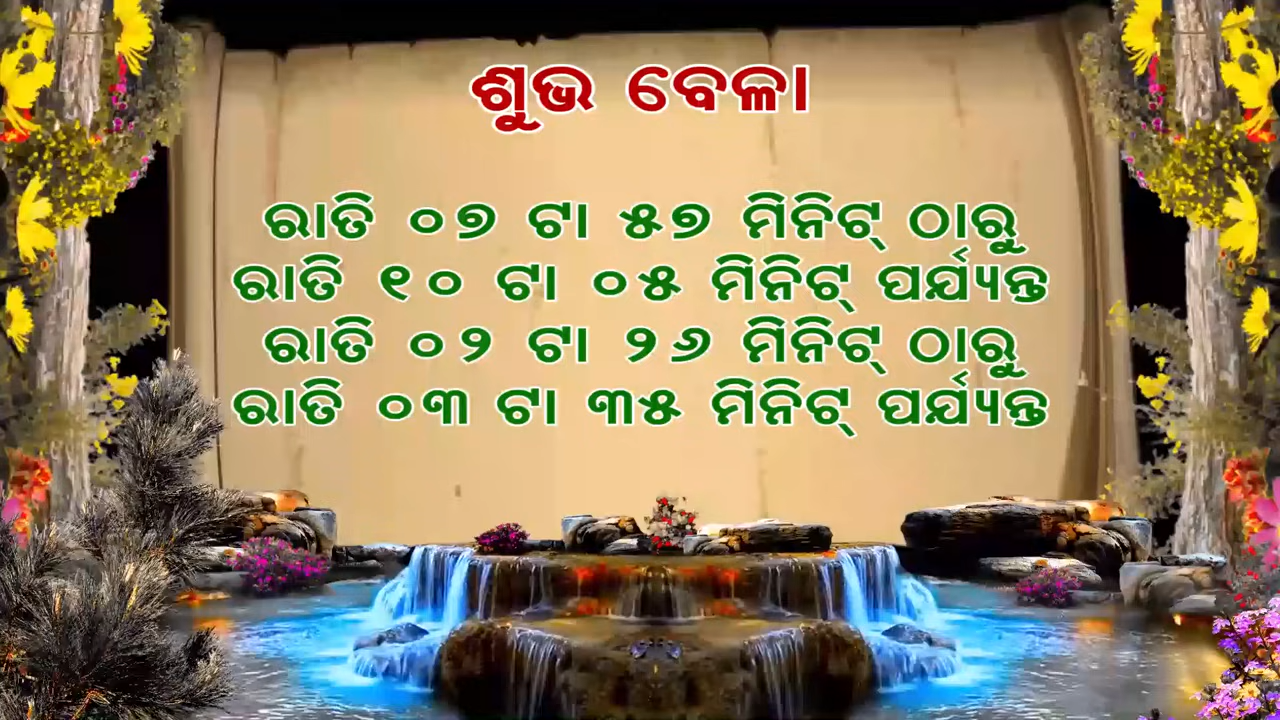 ଶୁଭ ବେଳା
ରାତି ୦୭ ଟା ୫୭ ମିନିଟ୍ ଠାରୁ
ରାତି ୧୦ ଟା ୦୫ ମିନିଟ୍ ପର୍ଯ୍ୟନ୍ତ
ରାତି ୦୨ ଟା ୨୬ ମିନିଟ୍ ଠାରୁ
ରାତି ୦୩ ଟା ୩୫ ମିନିଟ୍ ପର୍ଯ୍ୟନ୍ତ